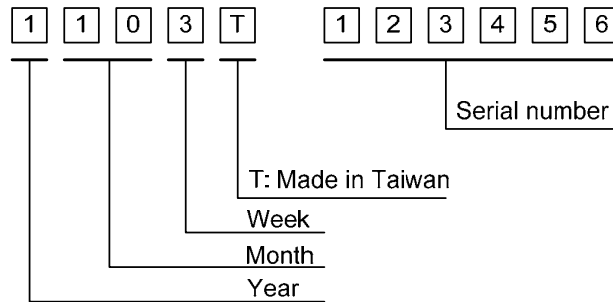 1 1 0 3 T 1 2 3 4 5 6
Serial number
T: Made in Taiwan
Week
Month
Year